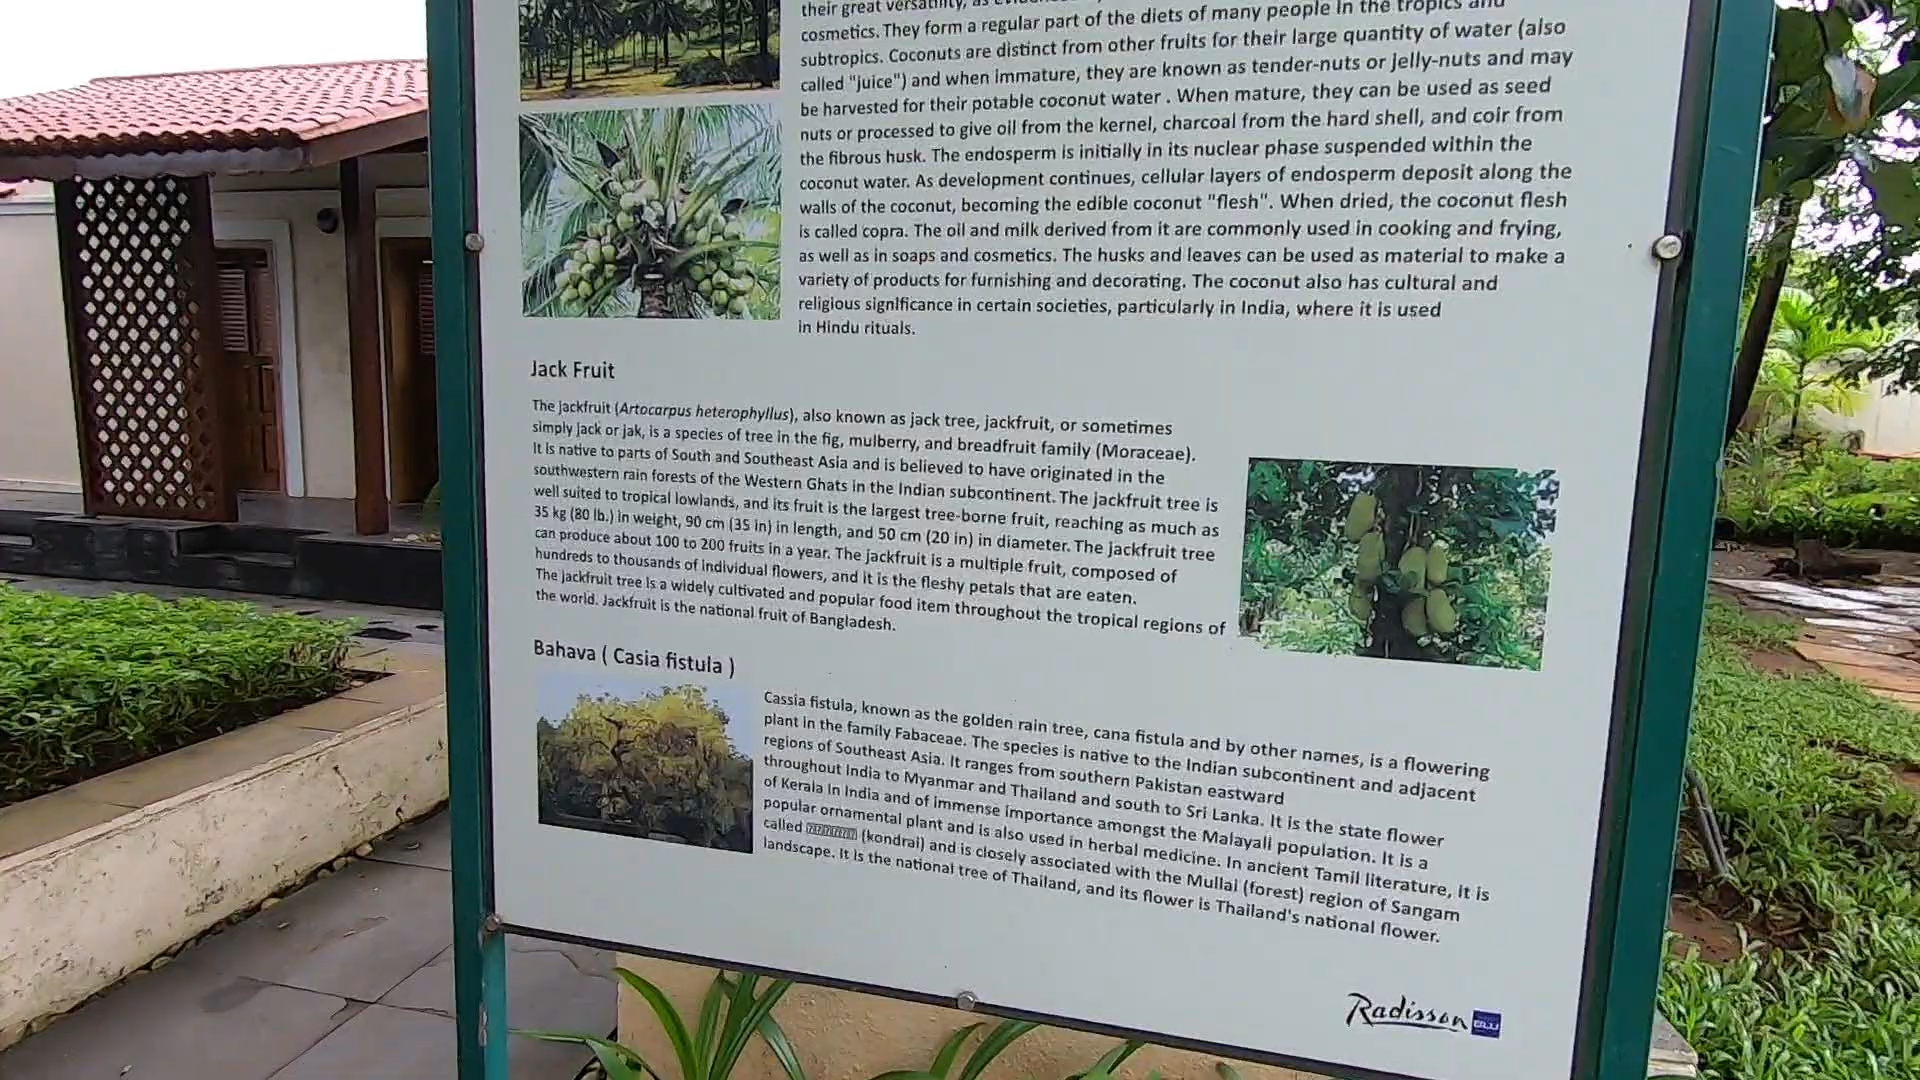 their great versatility, as
cosmetics. They form a regular part of the diets of many people in the tropics and
subtropics. Coconuts are distinct from other fruits for their large quantity of water (also
called "juice") and when immature, they are known as tender-nuts or jelly-nuts and may
be harvested for their potable coconut water . When mature, they can be used as seed
nuts or processed to give oil from the kernel, charcoal from the hard shell, and coir from
the fibrous husk. The endosperm is initially in its nuclear phase suspended within the
coconut water. As development continues, cellular layers of endosperm deposit along the
walls of the coconut, becoming the edible coconut "flesh". When dried, the coconut flesh
is called copra. The oil and milk derived from it are commonly used in cooking and frying,
as well as in soaps and cosmetics. The husks and leaves can be used as material to make a
variety of products for furnishing and decorating. The coconut also has cultural and
religious significance in certain societies, particularly in India, where it is used
in Hindu rituals.
Jack Fruit
The jackfruit (Artocarpus heterophyllus), also known as jack tree, jackfruit, or sometimes
simply jack or jak, is a species of tree in the fig, mulberry, and breadfruit family (Moraceae).
It is native to parts of South and Southeast Asia and is believed to have originated in the
southwestern rain forests of the Western Ghats in the Indian subcontinent. The jackfruit tree is
well suited to tropical lowlands, and its fruit is the largest tree-borne fruit, reaching as much as
35 kg (80 lb.) in weight, 90 cm (35 in) in length, and 50 cm (20 in) in diameter. The jackfruit tree
can produce about 100 to 200 fruits in a year. The jackfruit is a multiple fruit, composed of
hundreds to thousands of individual flowers, and it is the fleshy petals that are eaten.
The jackfruit tree is a widely cultivated and popular food item throughout the tropical regions of
the world. Jackfruit is the national fruit of Bangladesh.
Bahava ( Casia fistula )
Cassia fistula, known as the golden rain tree, cana fistula and by other names, is a flowering
plant in the family Fabaceae. The species is native to the Indian subcontinent and adjacent
regions of Southeast Asia. It ranges from southern Pakistan eastward
throughout India to Myanmar and Thailand and south to Sri Lanka. It is the state flower
of Kerala in India and of immense importance amongst the Malayali population. It is a
popular ornamental plant and is also used in herbal medicine. In ancient Tamil literature, it is
called (kondrai) and is closely associated with the Mullai (forest) region of Sangam
landscape. It is the national tree of Thailand, and its flower is Thailand's national flower.
Radisson BLU